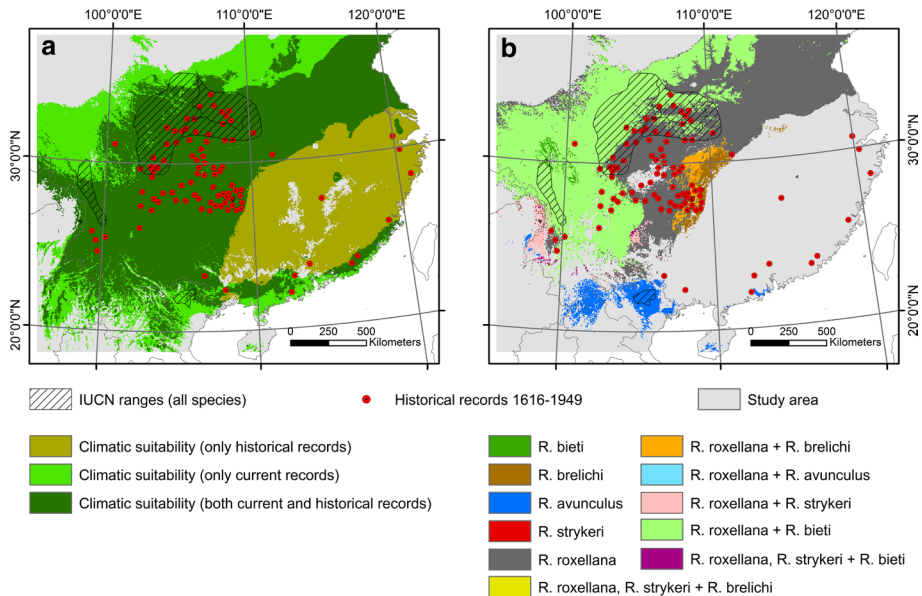 100°0'0"E 110°0'0"E 120°0'0"E 100°0'0"E 110°0'0"E 120°0'0"E
a b
30°0'0"N 30°0'0"N
20°0'0"N 20°0'0"N
0 250 500 0 250 500
Kilometers Kilometers
IUCN ranges (all species) Historical records 1616-1949 Study area
Climatic suitability (only historical records)
Climatic suitability (only current records)
Climatic suitability (both current and historical records)
R. bieti R. roxellana + R. brelichi
R. brelichi R. roxellana + R. avunculus
R. avunculus R. roxellana + R. strykeri
R. strykeri R. roxellana + R. bieti
R. roxellana R. roxellana, R. strykeri + R. bieti
R. roxellana, R. strykeri + R. brelichi